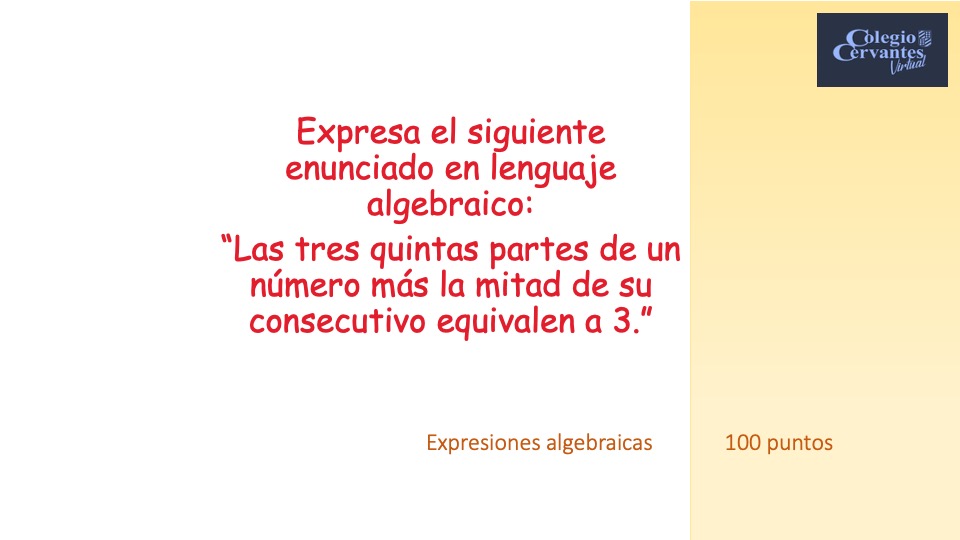 Colegio
Cervantes
Virtual
Expresa el siguiente
enunciado en lenguaje
algebraico:
“Las tres quintas partes de un
número más la mitad de su
consecutivo equivalen a 3.”
Expresiones algebraicas
100 puntos